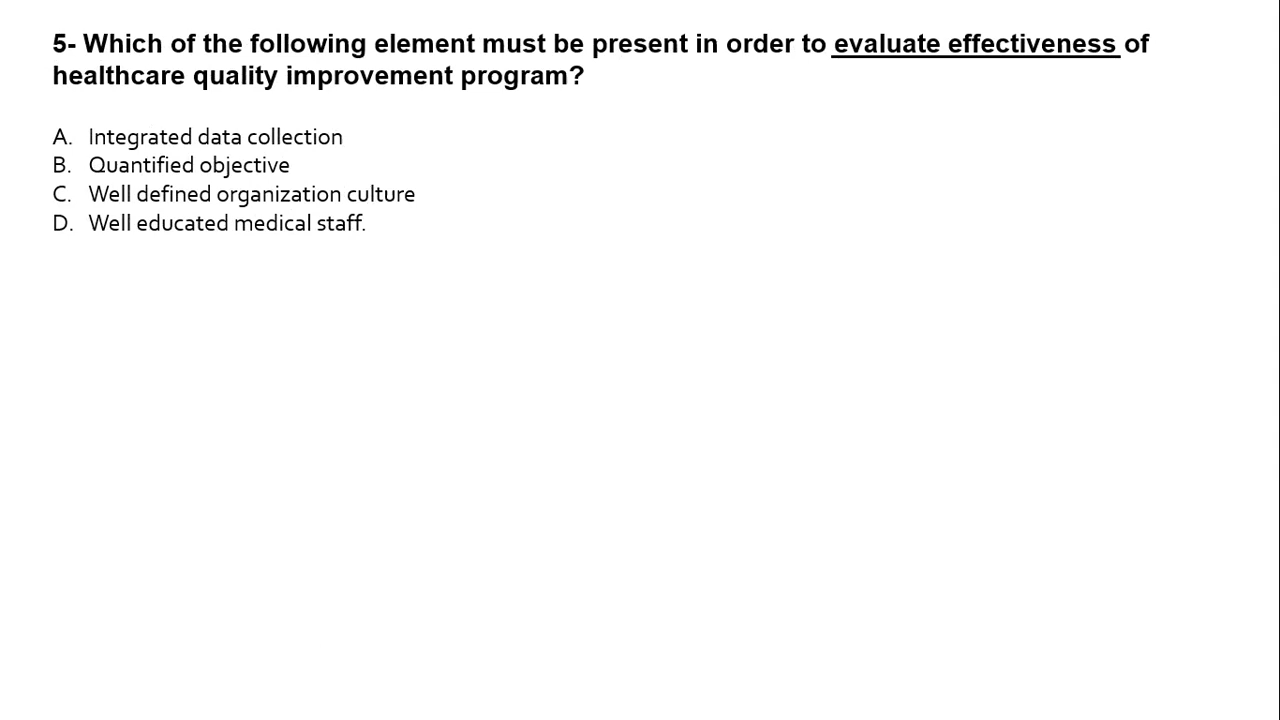 5- Which of the following element must be present in order to evaluate effectiveness of
healthcare quality improvement program?
A. Integrated data collection
B. Quantified objective
C. Well defined organization culture
D. Well educated medical staff.